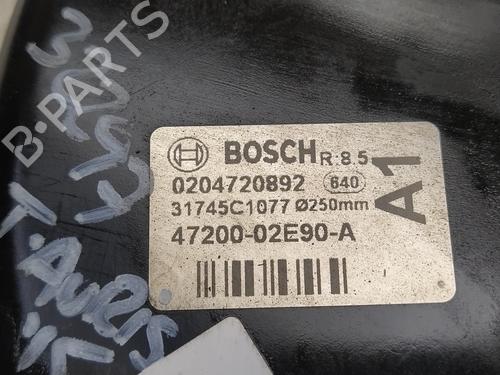 BOSCH R:8.5
0204720892 640
31745C1077 Ø250mm
47200-02E90-A
A1
T.AURIS
B-PARTS